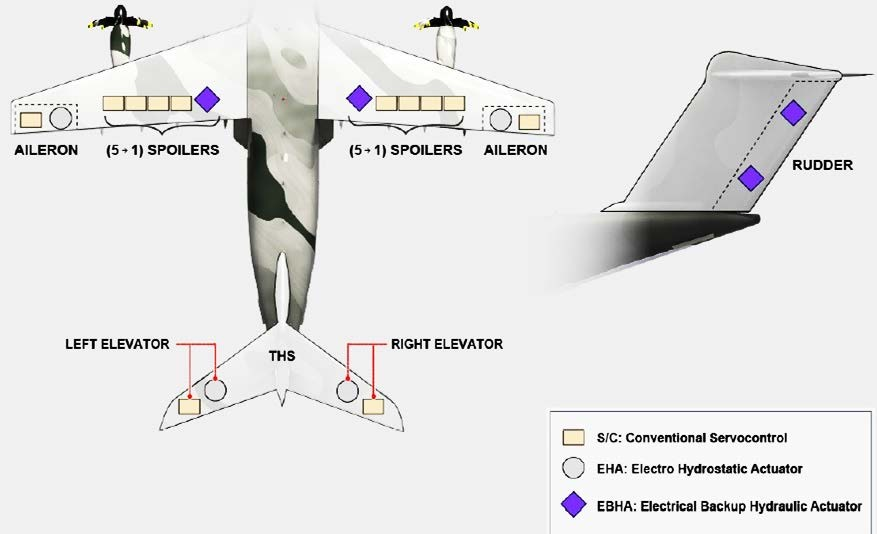 AILERON
(5+1) SPOILERS
(5+1) SPOILERS
AILERON
RUDDER
LEFT ELEVATOR
THS
RIGHT ELEVATOR
S/C: Conventional Servocontrol
EHA: Electro Hydrostatic Actuator
EBHA: Electrical Backup Hydraulic Actuator